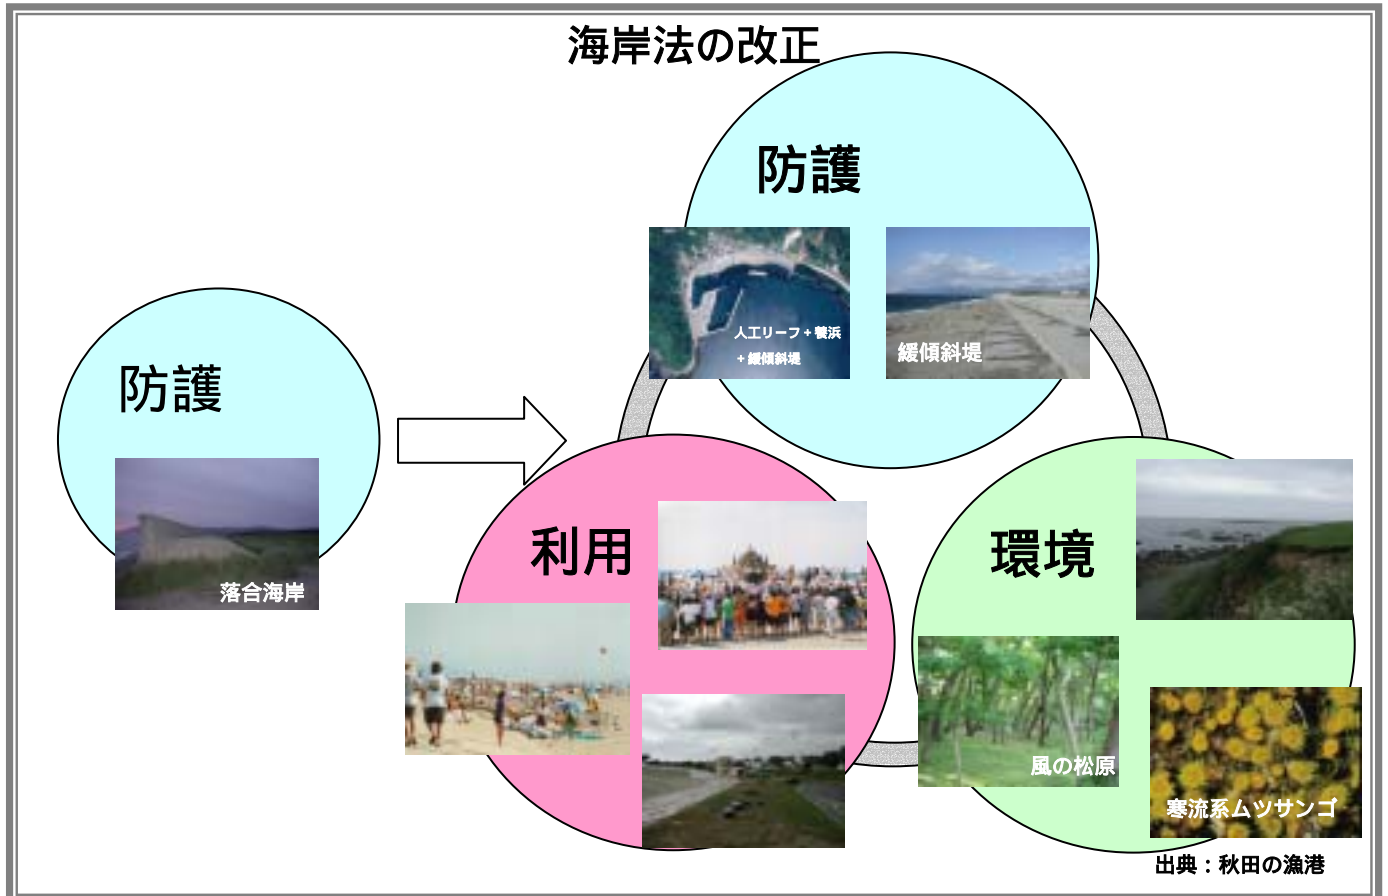 海岸法の改正
防護
人工リーフ+養浜
+緩傾斜堤
緩傾斜堤
防護
落合海岸
利用
環境
風の松原
寒流系ムツサンゴ
出典:秋田の漁港